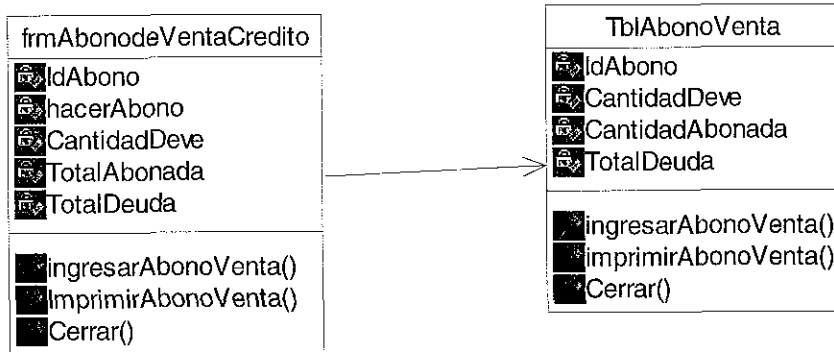 frmAbonodeVentaCredito
IdAbono
hacerAbono
CantidadDeve
TotalAbonada
TotalDeuda
ingresarAbonoVenta()
ImprimirAbonoVenta()
Cerrar()
TblAbonoVenta
IdAbono
CantidadDeve
CantidadAbonada
TotalDeuda
ingresarAbonoVenta()
imprimirAbonoVenta()
Cerrar()